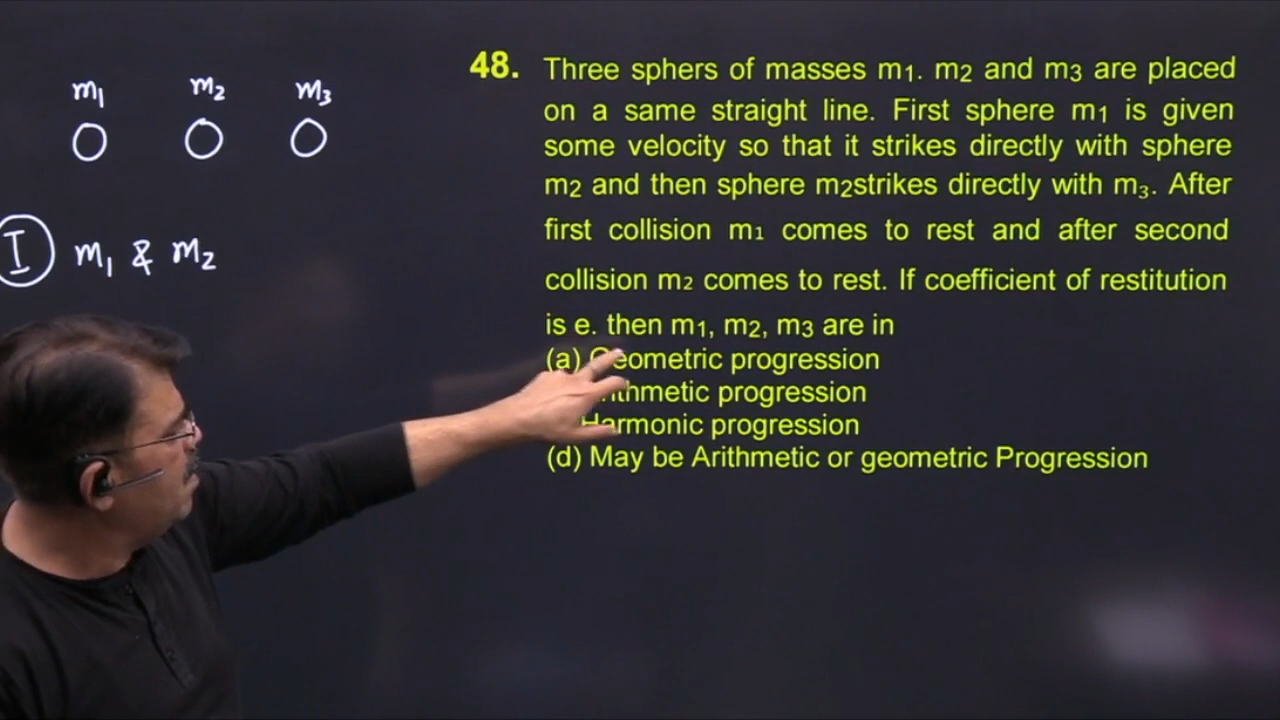 m1 m2 m3
I m1 & m2
48. Three sphers of masses m1. m2 and m3 are placed
on a same straight line. First sphere m1 is given
some velocity so that it strikes directly with sphere
m2 and then sphere m2strikes directly with m3. After
first collision m1 comes to rest and after second
collision m2 comes to rest. If coefficient of restitution
is e. then m1, m2, m3 are in
(a) Geometric progression
progression
Harmonic progression
(d) May be Arithmetic or geometric Progression